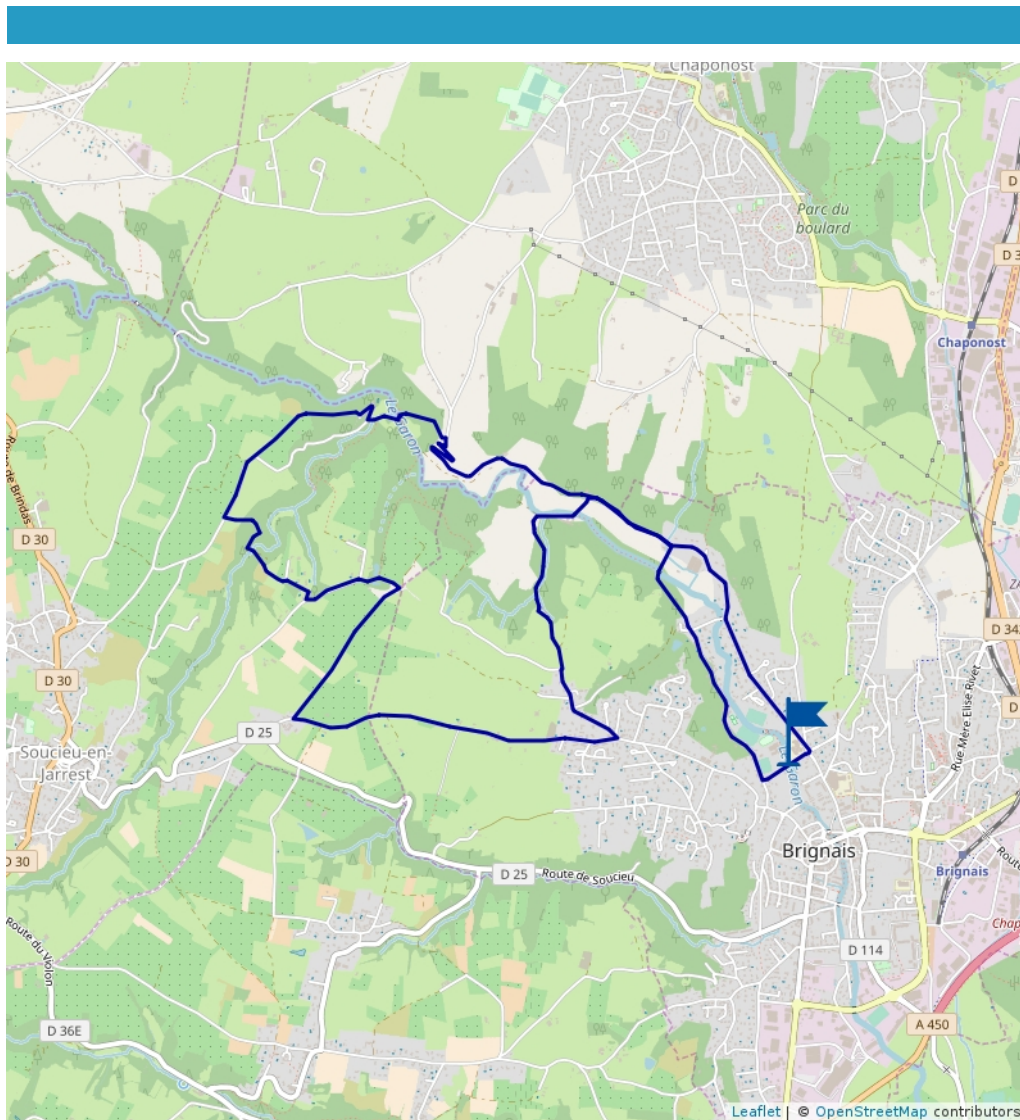 Chaponost
D
Parc du
boulard
D 3
Chaponost
Le Garon
Route de Brindas
D 30
D 342
D 30
D
Rue Mère Elise Rivet
D 25
Soucieu-en-
Jarrest
Le Garon
Brignais
D 30
Brignais
D 25
Route de Soucieu
Route
Chap
Route du Violon
D 114
D 36E
A 450
Leaflet | © OpenStreetMap contributors